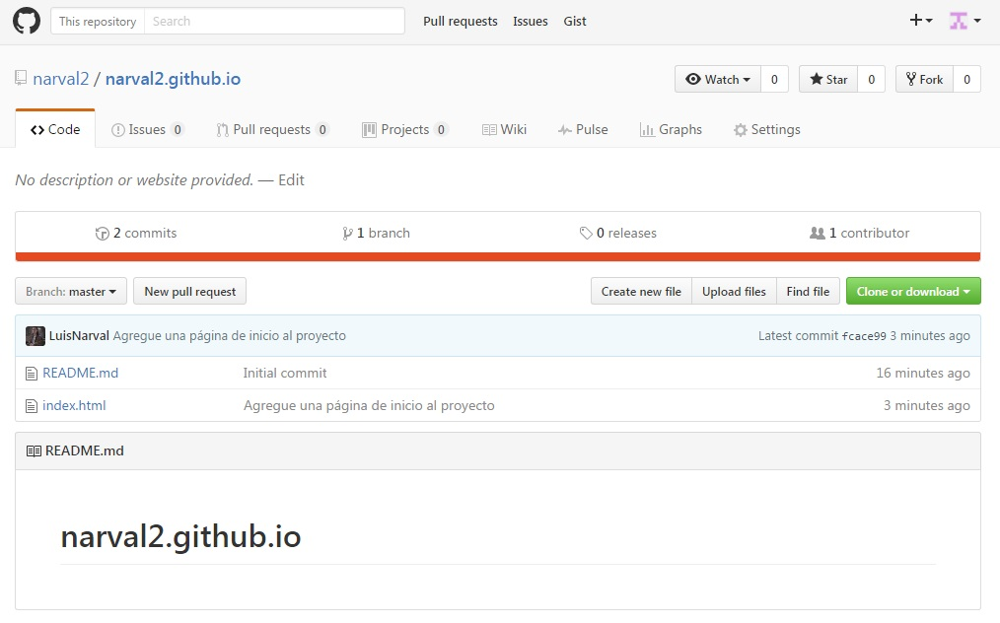 This repository Search Pull requests Issues Gist
narval2 / narval2.github.io Watch 0 Star 0 Fork 0
Code Issues 0 Pull requests 0 Projects 0 Wiki Pulse Graphs Settings
No description or website provided. — Edit
2 commits 1 branch 0 releases 1 contributor
Branch: master New pull request Create new file Upload files Find file Clone or download
LuisNarval Agregue una página de inicio al proyecto Latest commit fcace99 3 minutes ago
README.md Initial commit 16 minutes ago
index.html Agregue una página de inicio al proyecto 3 minutes ago
README.md
narval2.github.io